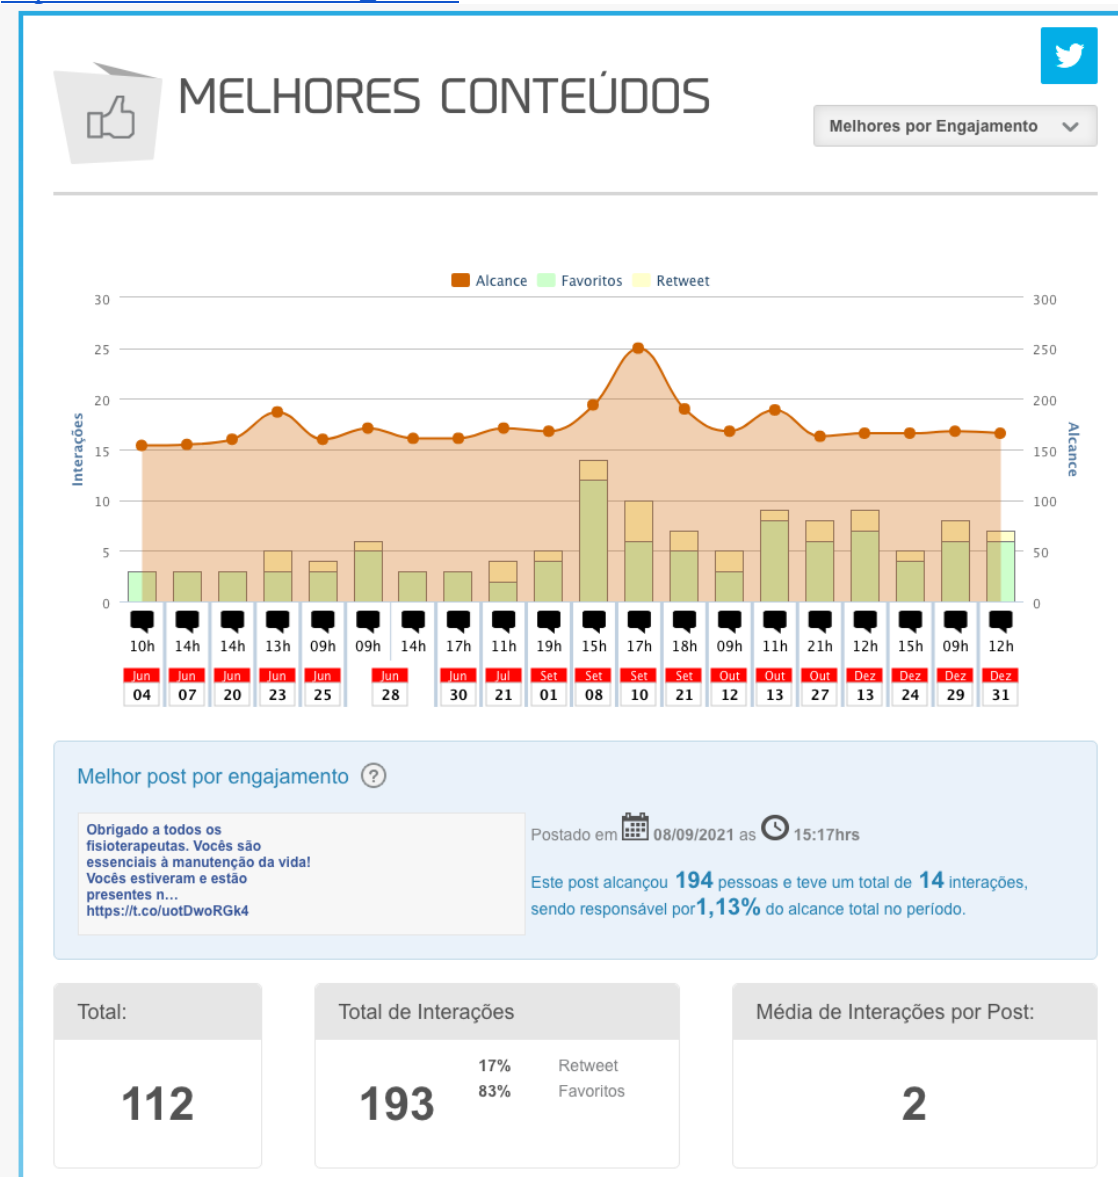 MELHORES CONTEÚDOS
Melhores por Engajamento
Alcance Favoritos Retweet
30 300
25 250
20 200
15 150
10 100
5 50
0 0
Interações
Alcance
10h 14h 14h 13h 09h 09h 14h 17h 11h 19h 15h 17h 18h 09h 11h 21h 12h 15h 09h 12h
Jun Jun Jun Jun Jun Jun Jun Jul Set Set Set Set Out Out Out Dez Dez Dez Dez
04 07 20 23 25 28 30 21 01 08 10 21 12 13 27 13 24 29 31
Melhor post por engajamento ?
Obrigado a todos os
fisioterapeutas. Vocês são
essenciais à manutenção da vida!
Vocês estiveram e estão
presentes n...
https://t.co/uotDwoRGk4
Postado em 08/09/2021 as 15:17hrs
Este post alcançou 194 pessoas e teve um total de 14 interações,
sendo responsável por1,13% do alcance total no período.
Total:
112
Total de Interações
193
17% Retweet
83% Favoritos
Média de Interações por Post:
2